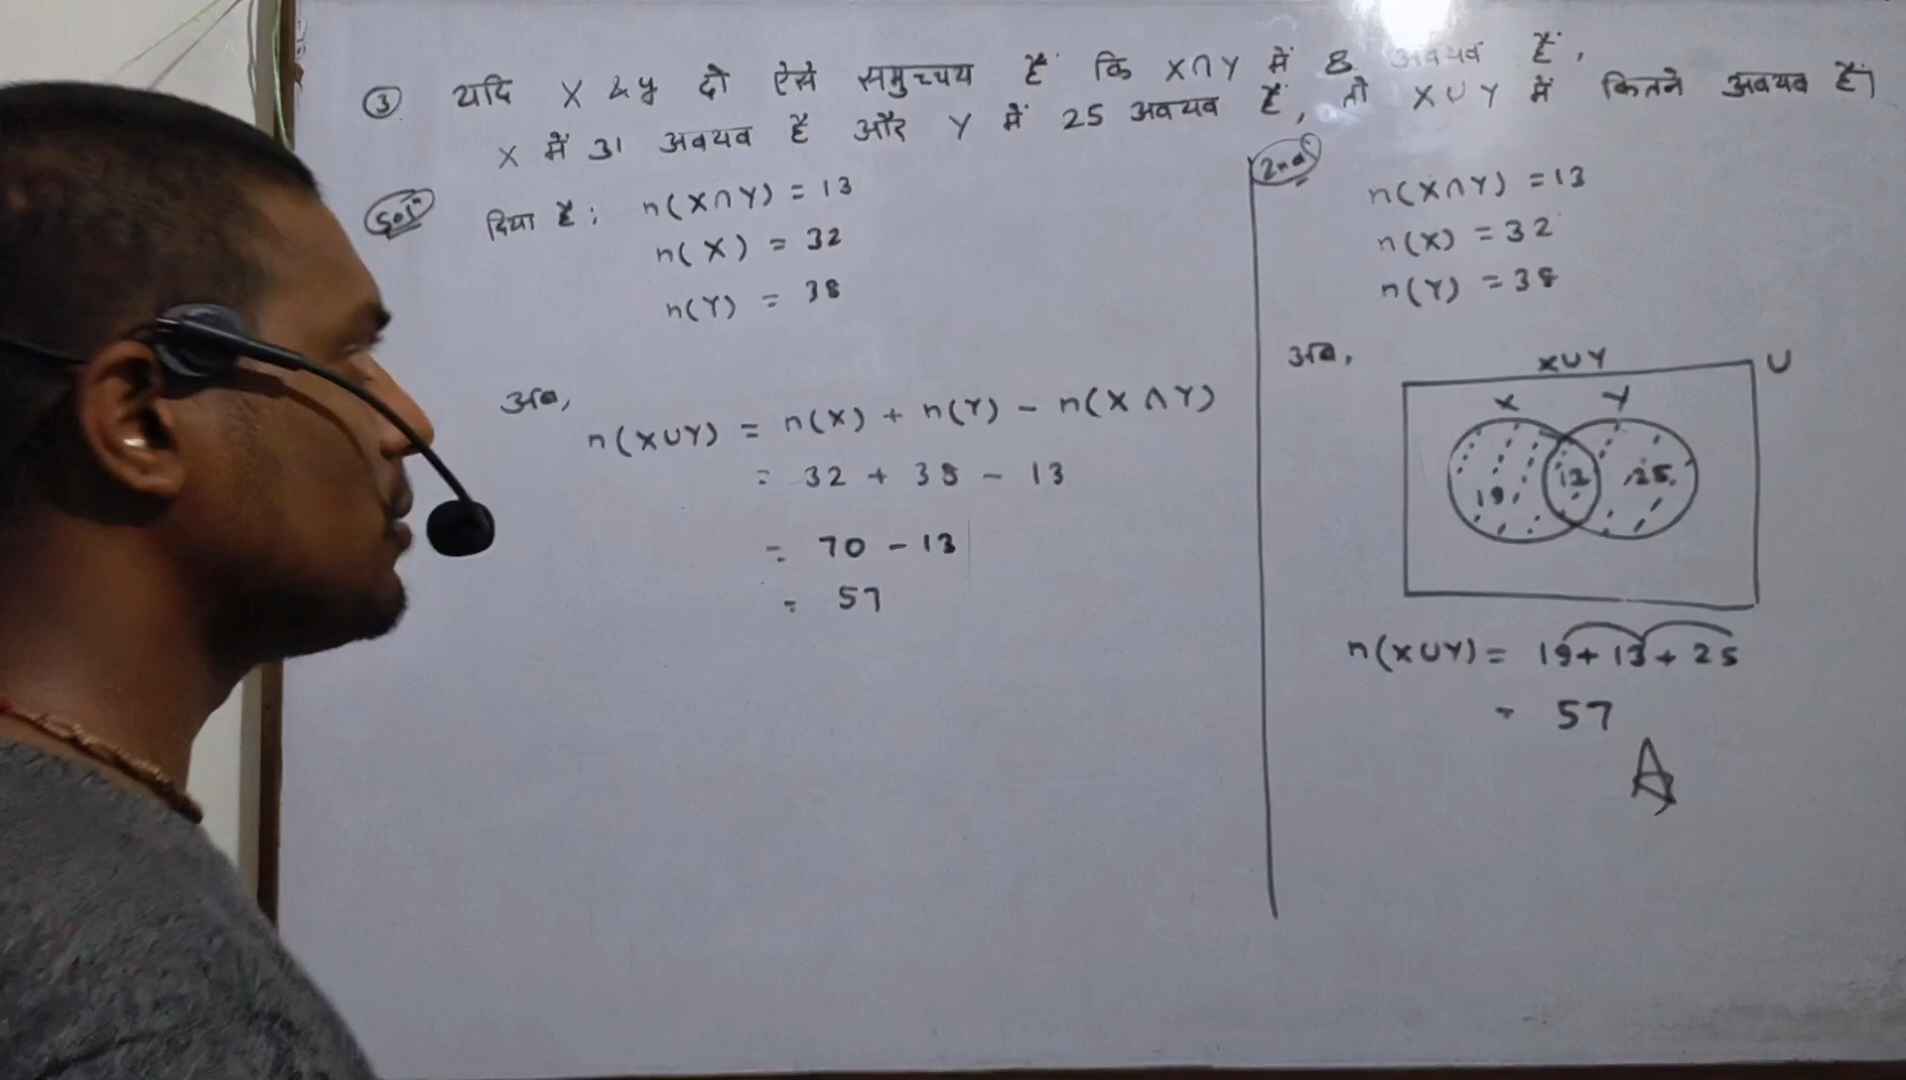 ③ यदि X & y दो ऐसे समुच्चय हैं कि X∩Y में 8 अवयव हैं,
X में 31 अवयव हैं और Y में 25 अवयव हैं, तो X∪Y में कितने अवयव हैं।
Solⁿ
दिया है; n(X∩Y) = 13
n(X) = 32
n(Y) = 38
अब,
n(X∪Y) = n(X) + n(Y) - n(X∩Y)
= 32 + 38 - 13
= 70 - 13
= 57
2nd
n(X∩Y) = 13
n(X) = 32
n(Y) = 38
अब,
X∪Y U
X Y
19 13 25
n(X∪Y) = 19 + 13 + 25
= 57